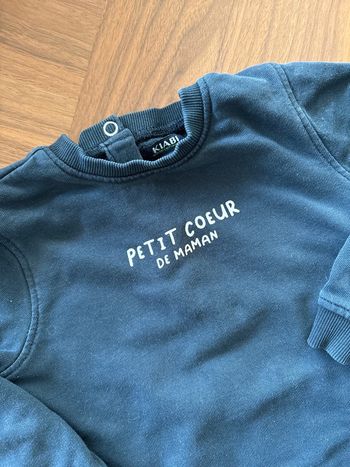 KIABI
PETIT COEUR
DE MAMAN